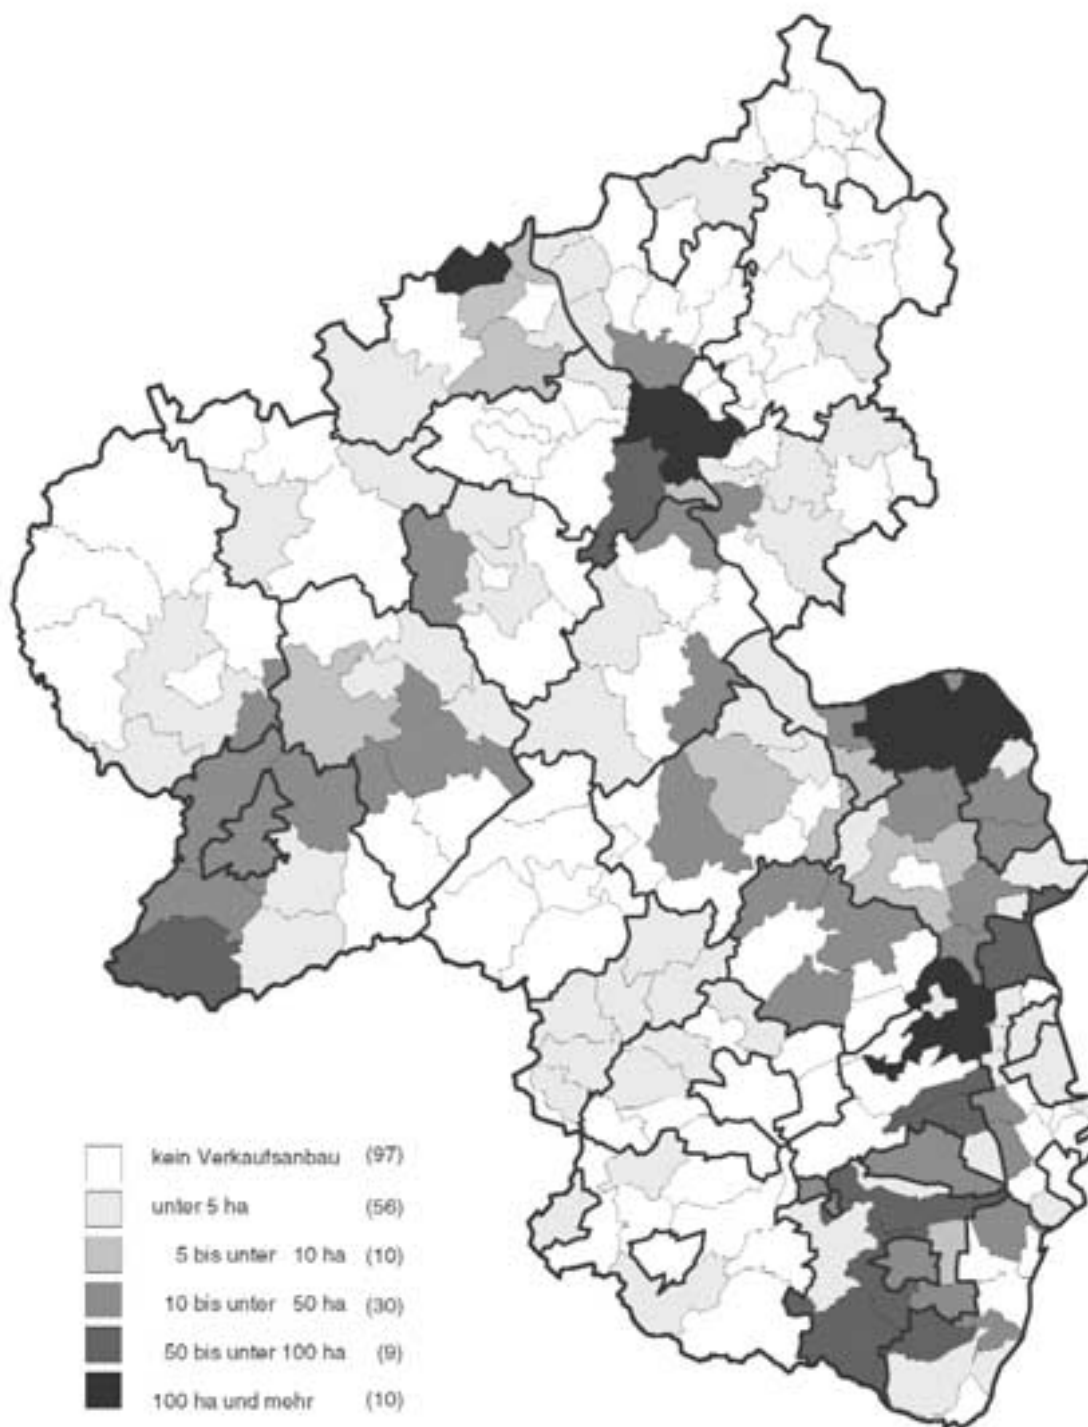 kein Verkaufsanbau (97)
unter 5 ha (56)
5 bis unter 10 ha (10)
10 bis unter 50 ha (30)
50 bis unter 100 ha (9)
100 ha und mehr (10)